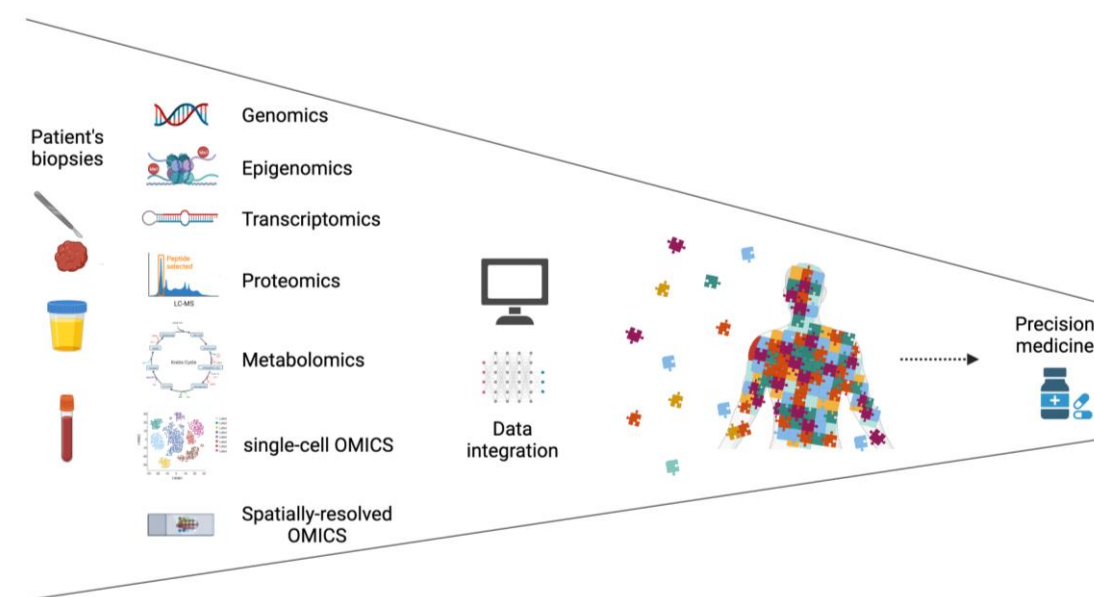 Patient's
biopsies
Genomics
Epigenomics
Transcriptomics
Peptide
selected
LC-MS
Proteomics
Krebs Cycle
Metabolomics
single-cell OMICS
Spatially-resolved
OMICS
Data
integration
Precision
medicine